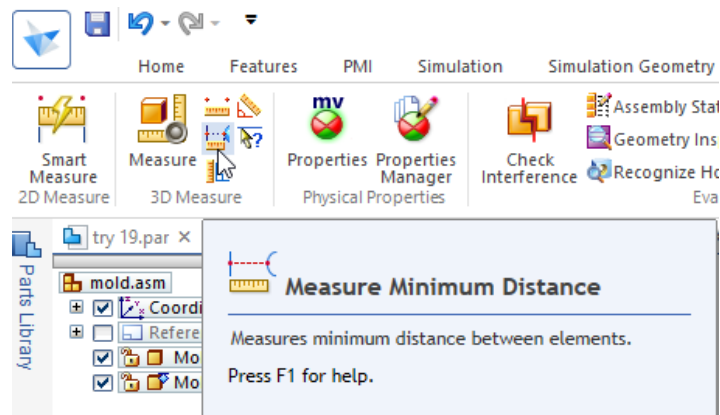 Home Features PMI Simulation Simulation Geometry
Smart Measure
2D Measure
Measure
3D Measure
mv
Properties
Properties Manager
Physical Properties
Check Interference
Assembly Stat
Geometry Ins
Recognize Ho
Eva
try 19.par
Parts Library
mold.asm
Coordi
Refere
Mo
Mo
Measure Minimum Distance
Measures minimum distance between elements.
Press F1 for help.